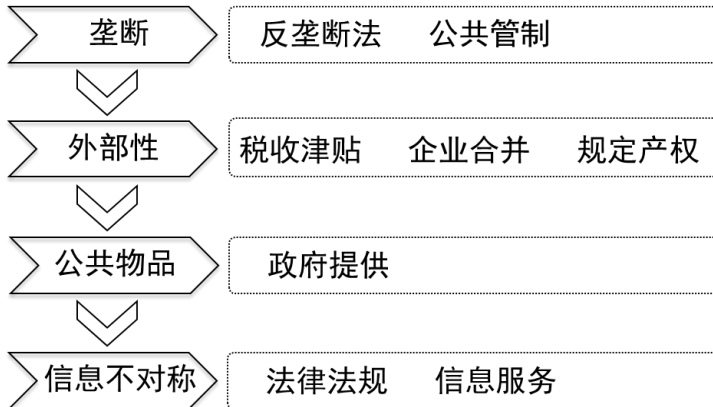 垄断 反垄断法 公共管制
外部性 税收津贴 企业合并 规定产权
公共物品 政府提供
信息不对称 法律法规 信息服务